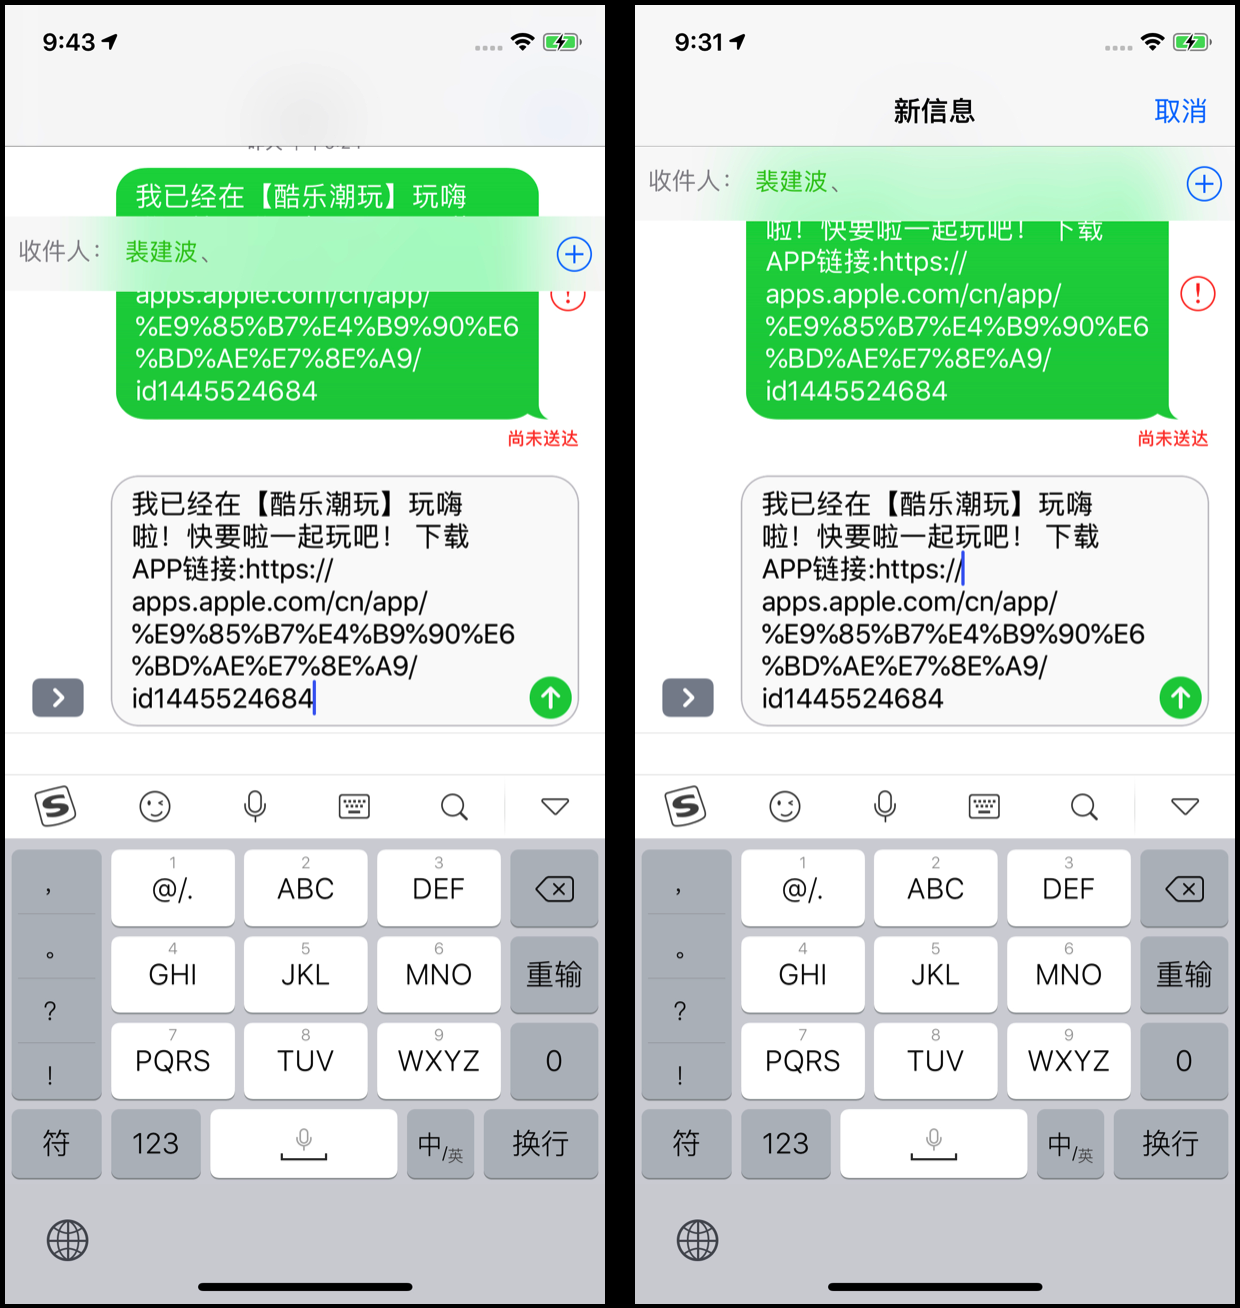 9:43
我已经在【酷乐潮玩】玩嗨
收件人： 裴建波、
apps.apple.com/cn/app/
%E9%85%B7%E4%B9%90%E6
%BD%AE%E7%8E%A9/
id1445524684
尚未送达
我已经在【酷乐潮玩】玩嗨
啦！快要啦一起玩吧！ 下载
APP链接:https://
apps.apple.com/cn/app/
%E9%85%B7%E4%B9%90%E6
%BD%AE%E7%8E%A9/
id1445524684
S
, 1 @/. 2 ABC 3 DEF
。 4 GHI 5 JKL 6 MNO 重输
?
! 7 PQRS 8 TUV 9 WXYZ 0
符 123 中/英 换行
9:31
新信息 取消
收件人： 裴建波、
啦！快要啦一起玩吧！ 下载
APP链接:https://
apps.apple.com/cn/app/
%E9%85%B7%E4%B9%90%E6
%BD%AE%E7%8E%A9/
id1445524684
尚未送达
我已经在【酷乐潮玩】玩嗨
啦！快要啦一起玩吧！ 下载
APP链接:https://
apps.apple.com/cn/app/
%E9%85%B7%E4%B9%90%E6
%BD%AE%E7%8E%A9/
id1445524684
S
, 1 @/. 2 ABC 3 DEF
。 4 GHI 5 JKL 6 MNO 重输
?
! 7 PQRS 8 TUV 9 WXYZ 0
符 123 中/英 换行